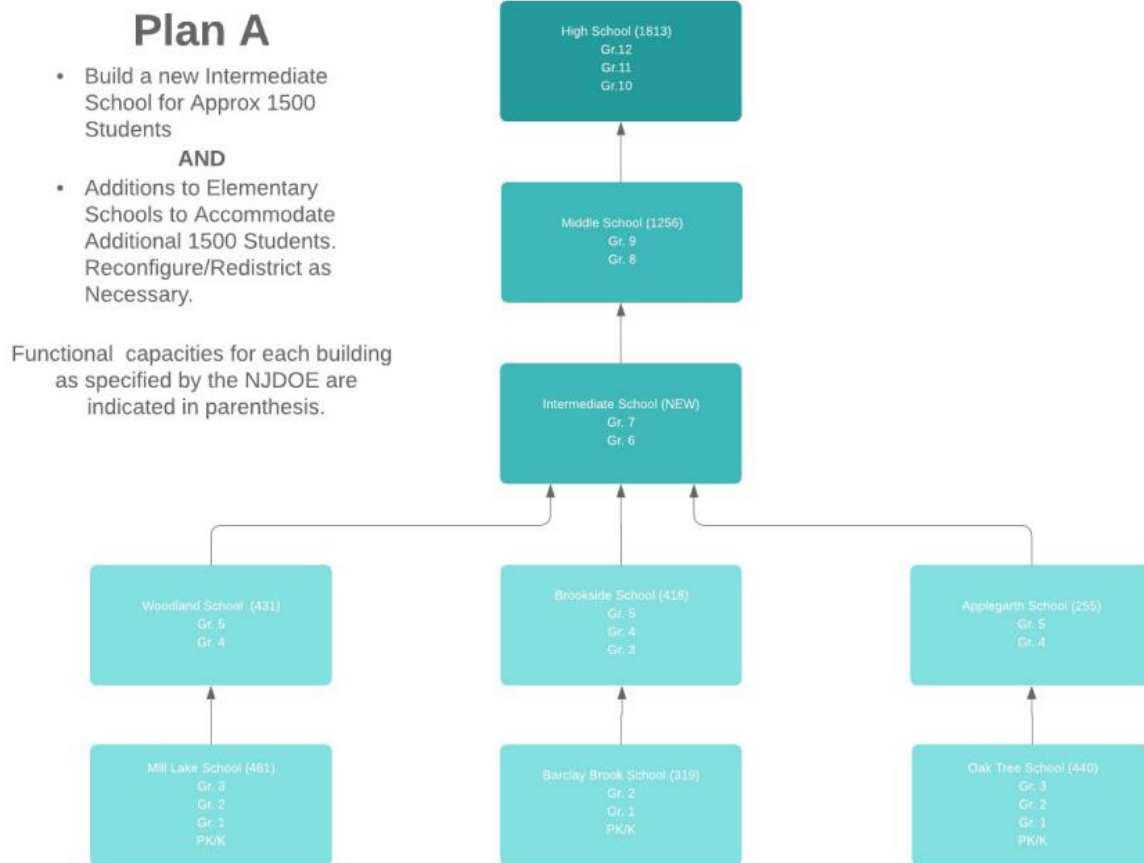 Plan A
• Build a new Intermediate
School for Approx 1500
Students
AND
• Additions to Elementary
Schools to Accommodate
Additional 1500 Students.
Reconfigure/Redistrict as
Necessary.
Functional capacities for each building
as specified by the NJDOE are
indicated in parenthesis.
High School (1813)
Gr.12
Gr.11
Gr.10
Middle School (1256)
Gr. 9
Gr. 8
Intermediate School (NEW)
Gr. 7
Gr. 6
Woodland School (431)
Gr. 5
Gr. 4
Brookside School (418)
Gr. 5
Gr. 4
Gr. 3
Applegarth School (255)
Gr. 5
Gr. 4
Mill Lake School (481)
Gr. 3
Gr. 2
Gr. 1
PK/K
Barclay Brook School (319)
Gr. 2
Gr. 1
PK/K
Oak Tree School (440)
Gr. 3
Gr. 2
Gr. 1
PK/K